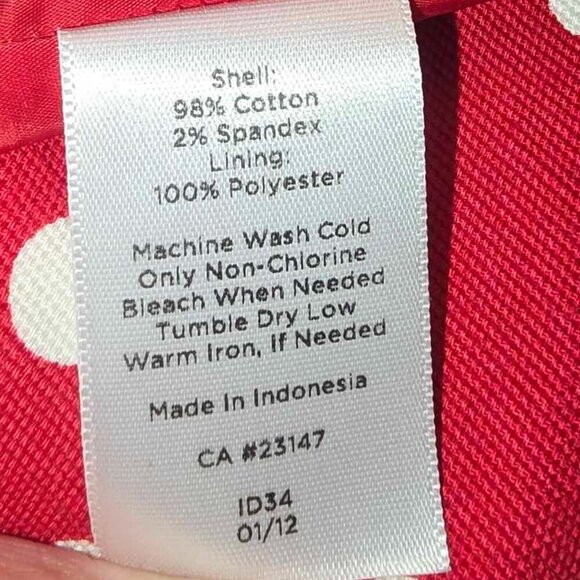 Shell:
98% Cotton
2% Spandex
Lining:
100% Polyester
Machine Wash Cold
Only Non-Chlorine
Bleach When Needed
Tumble Dry Low
Warm Iron, If Needed
Made In Indonesia
CA #23147
ID34
01/12